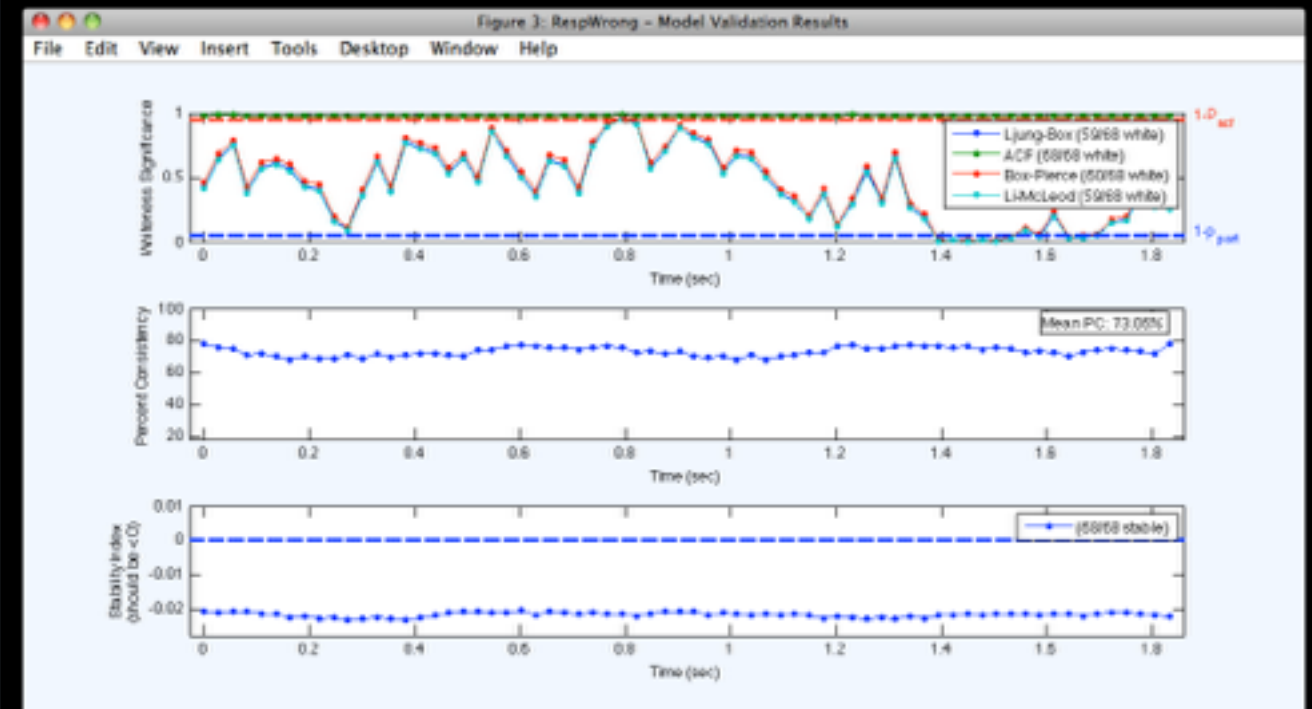 Figure 3: RespWrong – Model Validation Results
File Edit View Insert Tools Desktop Window Help
Whiteness Significance
1
0.5
0
Ljung-Box (59/68 white)
ACF (68/68 white)
Box-Pierce (60/68 white)
Li-McLeod (59/68 white)
0 0.2 0.4 0.6 0.8 1 1.2 1.4 1.6 1.8
Time (sec)
Percent Consistency
100
80
60
40
20
Mean PC: 73.05%
0 0.2 0.4 0.6 0.8 1 1.2 1.4 1.6 1.8
Time (sec)
Stability Index
(should be <0)
0.01
0
-0.01
-0.02
(68/68 stable)
0 0.2 0.4 0.6 0.8 1 1.2 1.4 1.6 1.8
Time (sec)